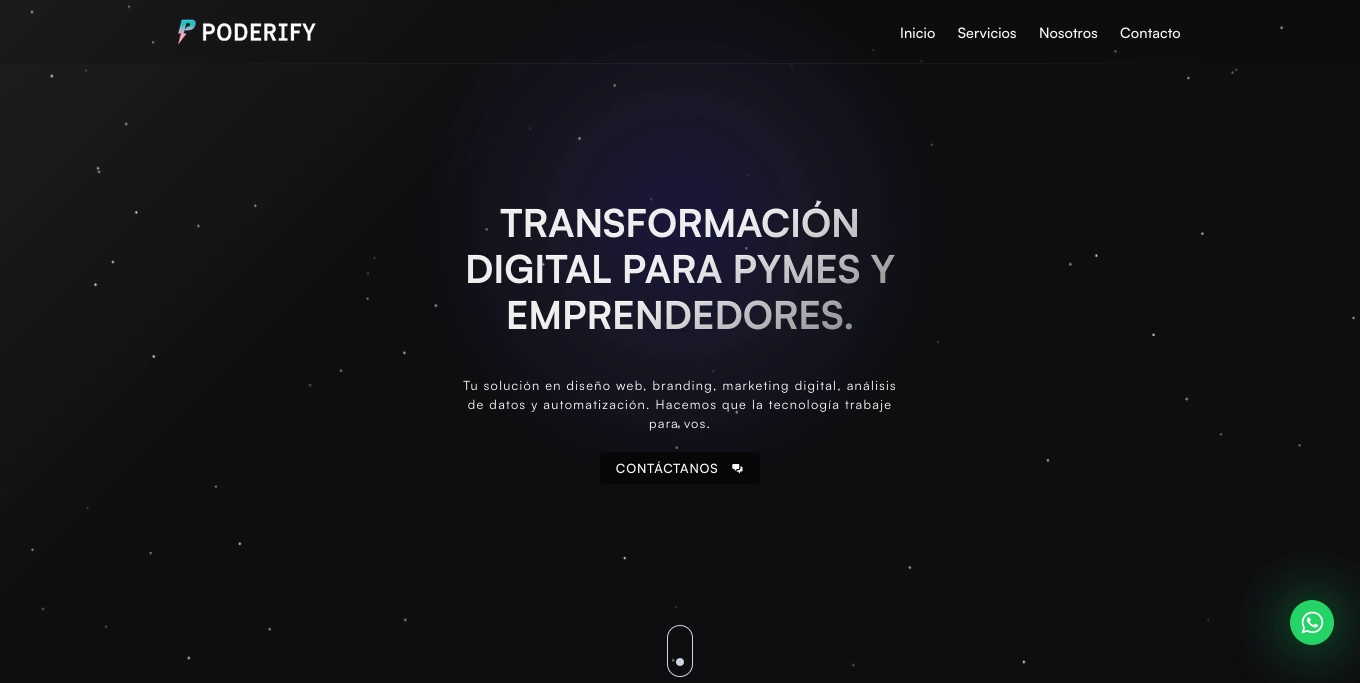 PODERIFY
Inicio Servicios Nosotros Contacto
TRANSFORMACIÓN
DIGITAL PARA PYMES Y
EMPRENDEDORES.
Tu solución en diseño web, branding, marketing digital, análisis
de datos y automatización. Hacemos que la tecnología trabaje
para vos.
CONTÁCTANOS